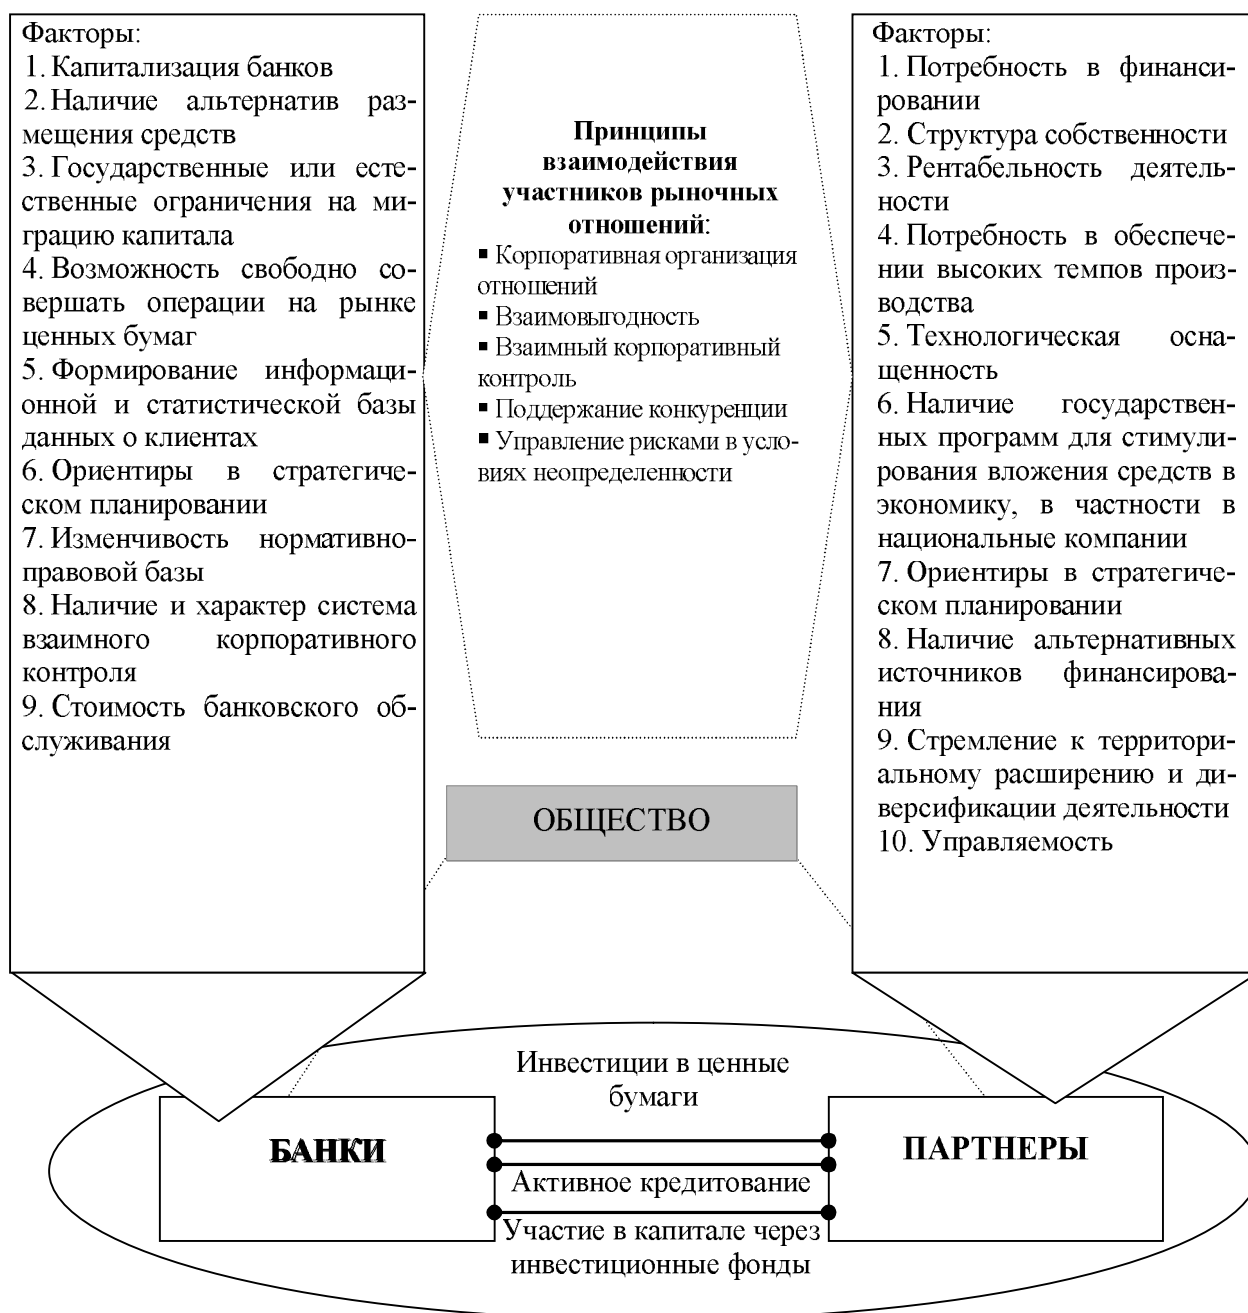 Факторы:
1. Капитализация банков
2. Наличие альтернатив раз-
мещения средств
3. Государственные или есте-
ственные ограничения на ми-
грацию капитала
4. Возможность свободно со-
вершать операции на рынке
ценных бумаг
5. Формирование информаци-
онной и статистической базы
данных о клиентах
6. Ориентиры в стратегиче-
ском планировании
7. Изменчивость нормативно-
правовой базы
8. Наличие и характер система
взаимного корпоративного
контроля
9. Стоимость банковского об-
служивания
Принципы
взаимодействия
участников рыночных
отношений:
▪ Корпоративная организация
отношений
▪ Взаимовыгодность
▪ Взаимный корпоративный
контроль
▪ Поддержание конкуренции
▪ Управление рисками в усло-
виях неопределенности
Факторы:
1. Потребность в финанси-
ровании
2. Структура собственности
3. Рентабельность деятель-
ности
4. Потребность в обеспече-
нии высоких темпов произ-
водства
5. Технологическая осна-
щенность
6. Наличие государствен-
ных программ для стимули-
рования вложения средств в
экономику, в частности в
национальные компании
7. Ориентиры в стратегиче-
ском планировании
8. Наличие альтернативных
источников финансирова-
ния
9. Стремление к территори-
альному расширению и ди-
версификации деятельности
10. Управляемость
ОБЩЕСТВО
Инвестиции в ценные
бумаги
БАНКИ
ПАРТНЕРЫ
Активное кредитование
Участие в капитале через
инвестиционные фонды